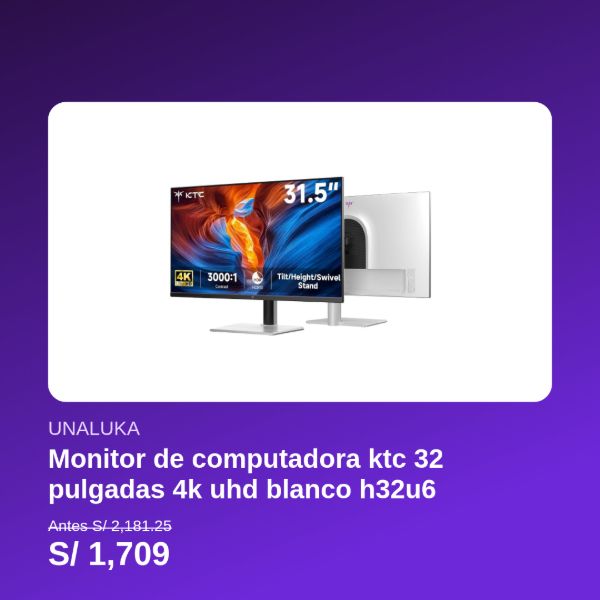 KTC
31.5"
4K
3000:1
Contrast
Tilt/Height/Swivel
Stand
UNALUKA
Monitor de computadora ktc 32
pulgadas 4k uhd blanco h32u6
Antes S/ 2,181.25
S/ 1,709